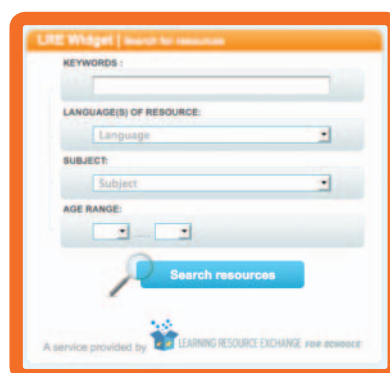 LRE Widget | Search for resources
KEYWORDS :
LANGUAGE(S) OF RESOURCE:
Language
SUBJECT:
Subject
AGE RANGE:
.....
Search resources
A service provided by LEARNING RESOURCE EXCHANGE FOR SCHOOLS